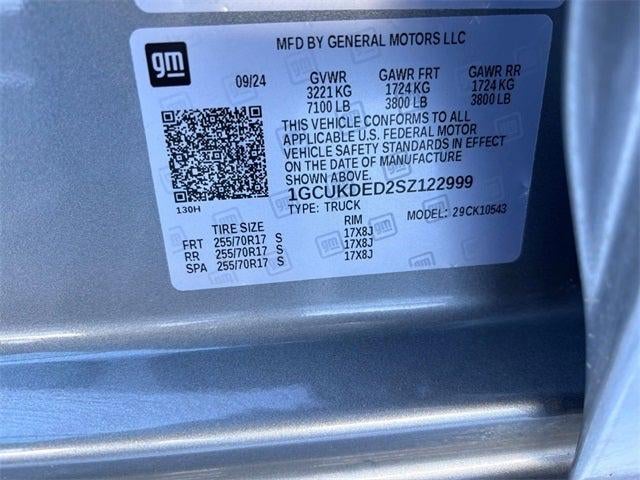 gm
MFD BY GENERAL MOTORS LLC
09/24 GVWR GAWR FRT GAWR RR
3221 KG 1724 KG 1724 KG
7100 LB 3800 LB 3800 LB
THIS VEHICLE CONFORMS TO ALL
APPLICABLE U.S. FEDERAL MOTOR
VEHICLE SAFETY STANDARDS IN EFFECT
ON THE DATE OF MANUFACTURE
SHOWN ABOVE.
130H
1GCUKDED2SZ122999
TYPE: TRUCK MODEL: 29CK10543
TIRE SIZE RIM
FRT 255/70R17 S 17X8J
RR 255/70R17 S 17X8J
SPA 255/70R17 S 17X8J